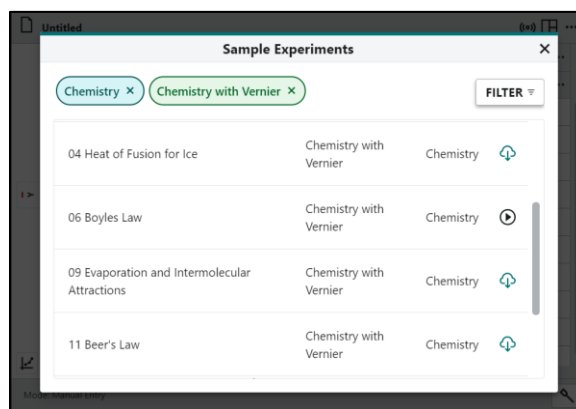 Untitled
Sample Experiments
Chemistry ×
Chemistry with Vernier ×
FILTER
04 Heat of Fusion for Ice
Chemistry with
Vernier
Chemistry
06 Boyles Law
Chemistry with
Vernier
Chemistry
09 Evaporation and Intermolecular
Attractions
Chemistry with
Vernier
Chemistry
11 Beer's Law
Chemistry with
Vernier
Chemistry
Mode: Manual Entry